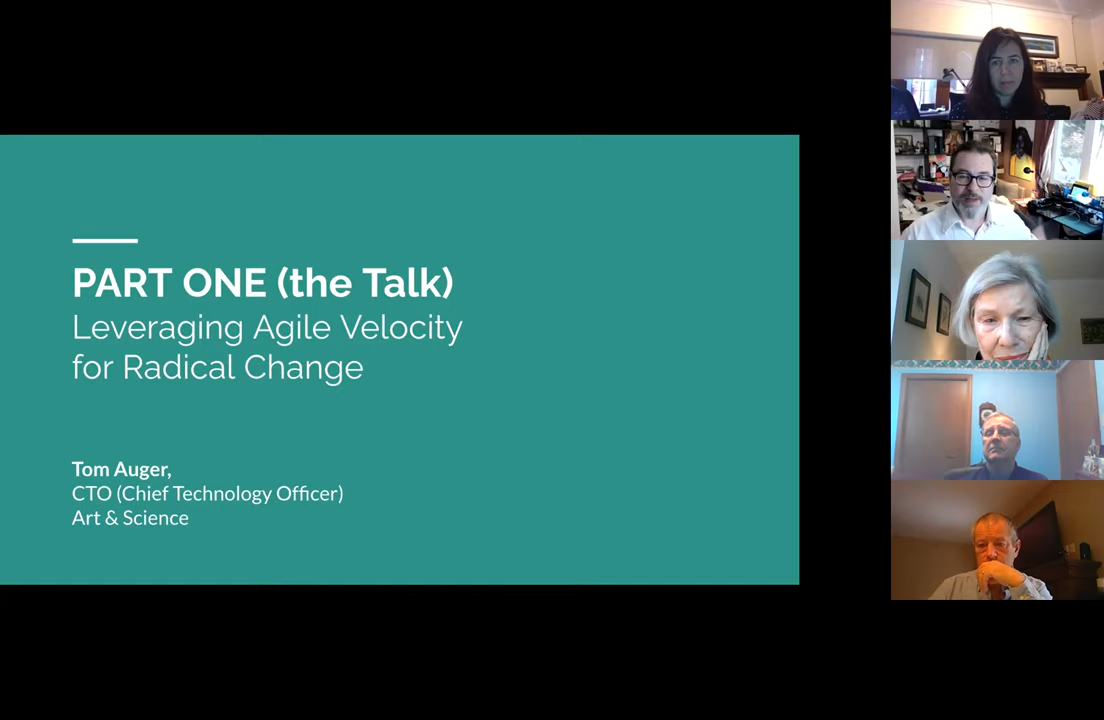 PART ONE (the Talk)
Leveraging Agile Velocity
for Radical Change
Tom Auger,
CTO (Chief Technology Officer)
Art & Science